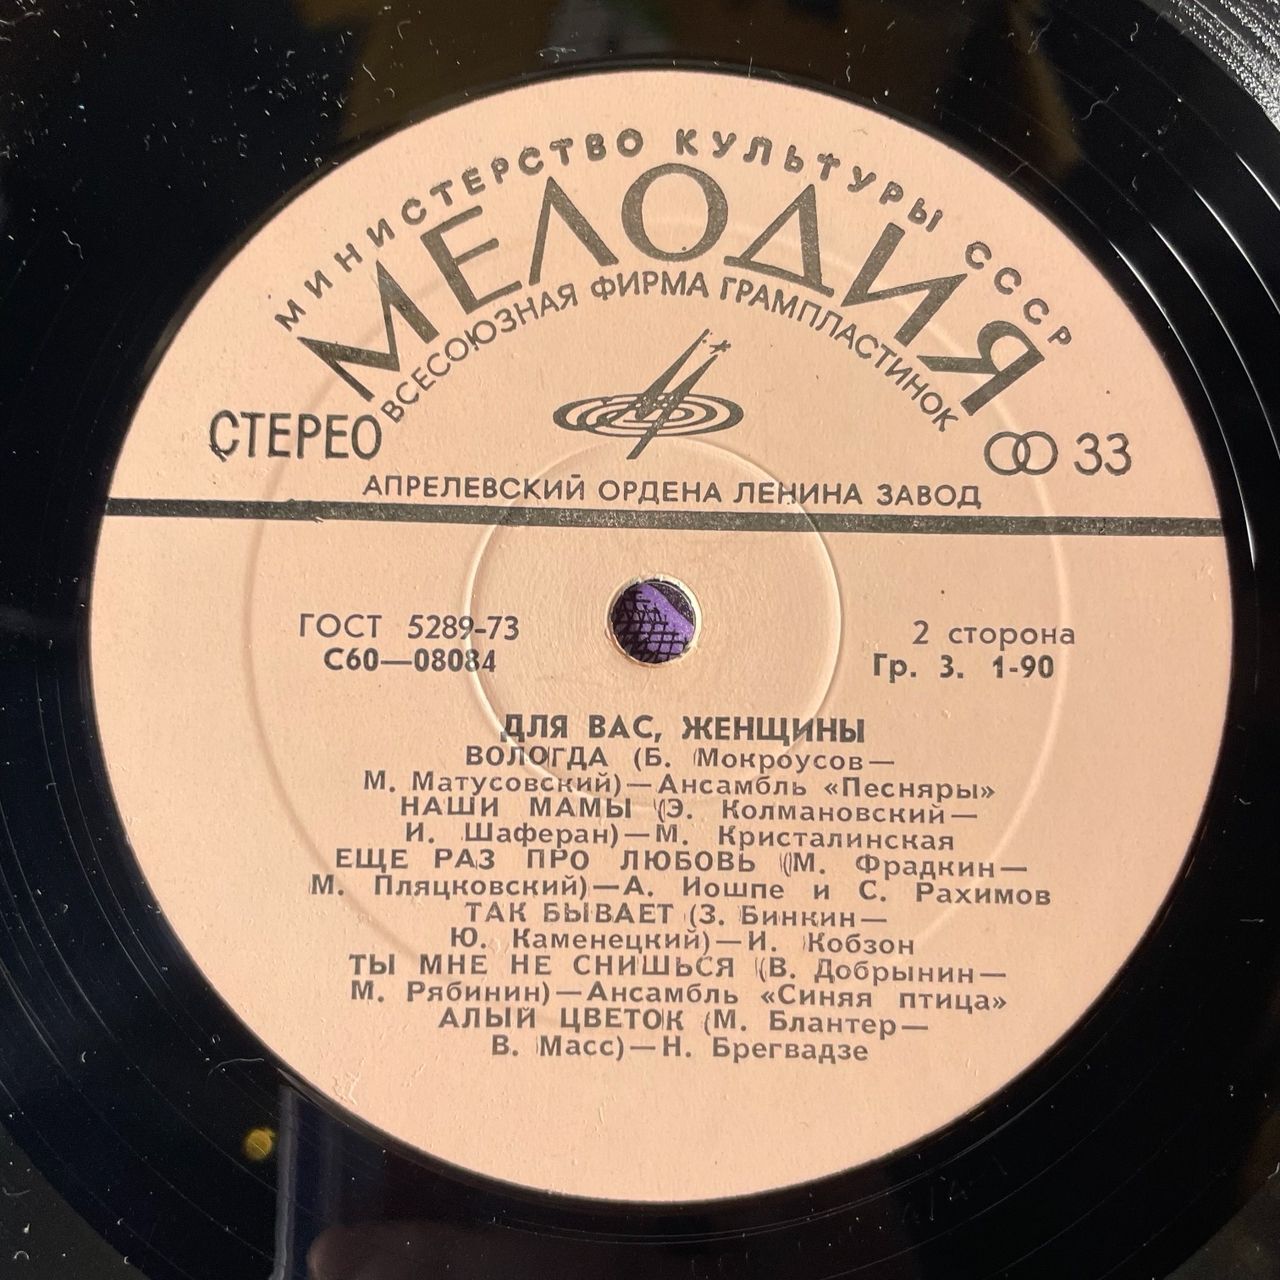 МИНИСТЕРСТВО КУЛЬТУРЫ СССР
МЕЛОДИЯ
ВСЕСОЮЗНАЯ ФИРМА ГРАМПЛАСТИНОК
СТЕРЕО
33
АПРЕЛЕВСКИЙ ОРДЕНА ЛЕНИНА ЗАВОД
ГОСТ 5289-73
С60—08084
2 сторона
Гр. 3. 1-90
ДЛЯ ВАС, ЖЕНЩИНЫ
ВОЛОГДА (Б. Мокроусов—
М. Матусовский)—Ансамбль «Песняры»
НАШИ МАМЫ (Э. Колмановский—
И. Шаферан)—М. Кристалинская
ЕЩЕ РАЗ ПРО ЛЮБОВЬ (М. Фрадкин—
М. Пляцковский)—А. Иошпе и С. Рахимов
ТАК БЫВАЕТ (З. Бинкин—
Ю. Каменецкий)—И. Кобзон
ТЫ МНЕ НЕ СНИШЬСЯ (В. Добрынин—
М. Рябинин)—Ансамбль «Синяя птица»
АЛЫЙ ЦВЕТОК (М. Блантер—
В. Масс)—Н. Брегвадзе